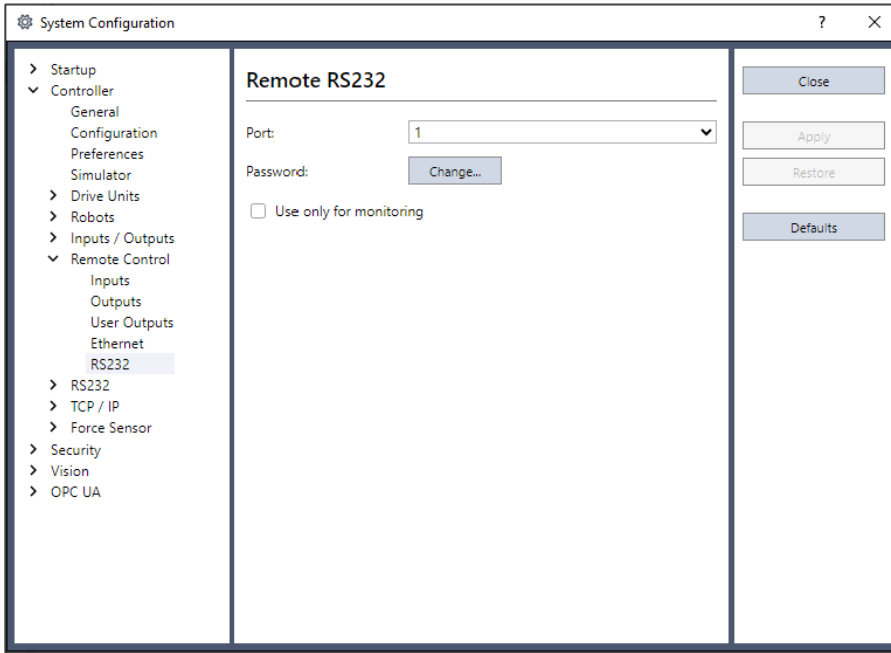 System Configuration
?
Startup
Controller
General
Configuration
Preferences
Simulator
Drive Units
Robots
Inputs / Outputs
Remote Control
Inputs
Outputs
User Outputs
Ethernet
RS232
RS232
TCP / IP
Force Sensor
Security
Vision
OPC UA
Remote RS232
Port:
1
Password:
Change...
Use only for monitoring
Close
Apply
Restore
Defaults